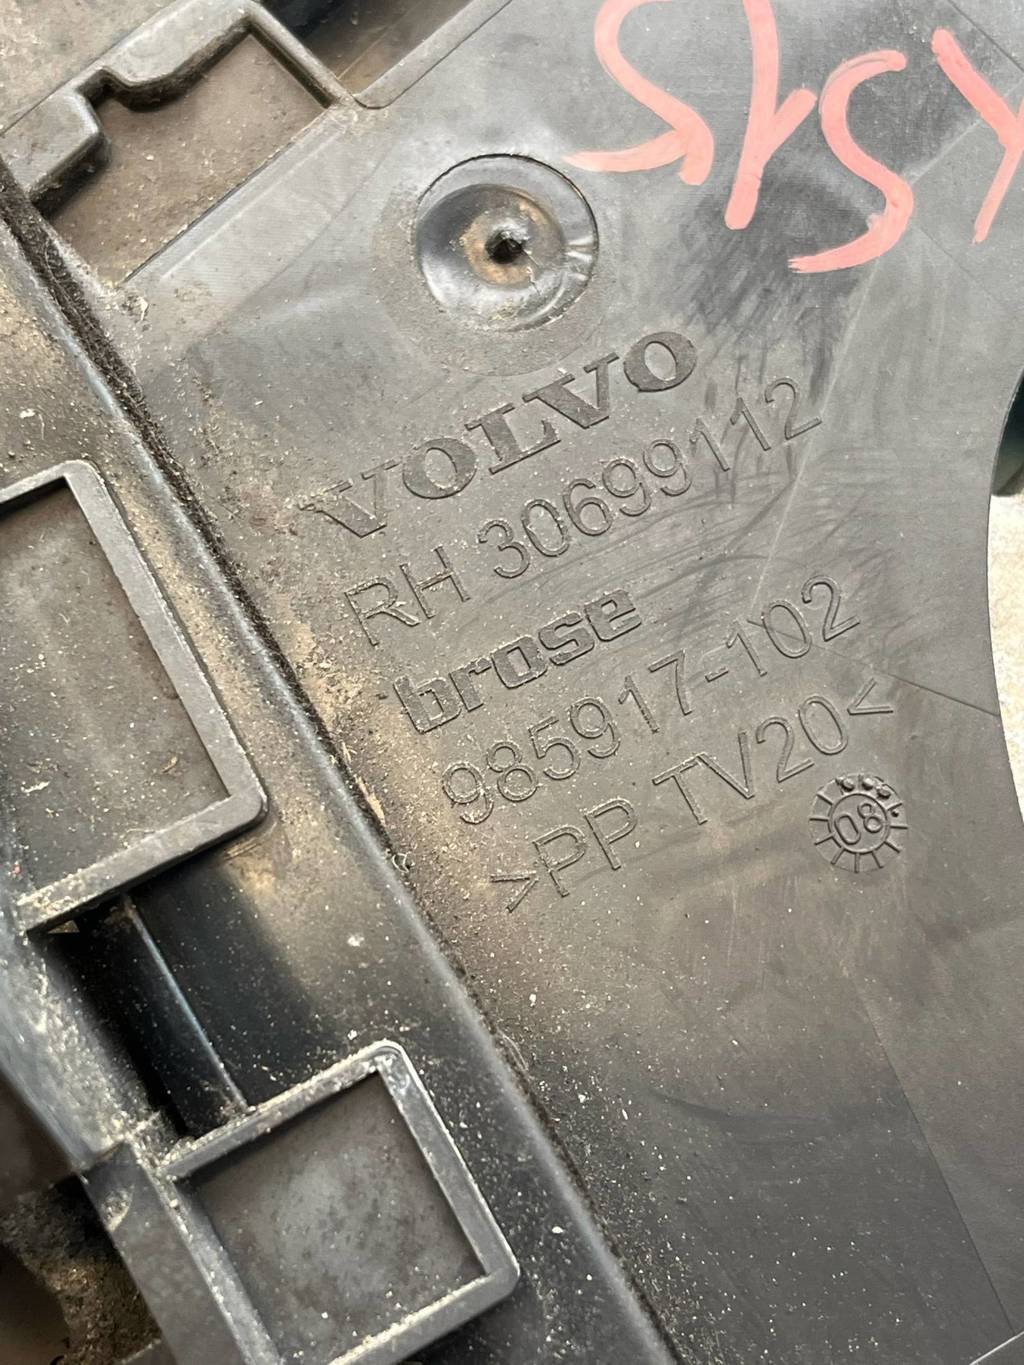 VOLVO
RH 30699112
brose
985917-102
>PP TV20<
08